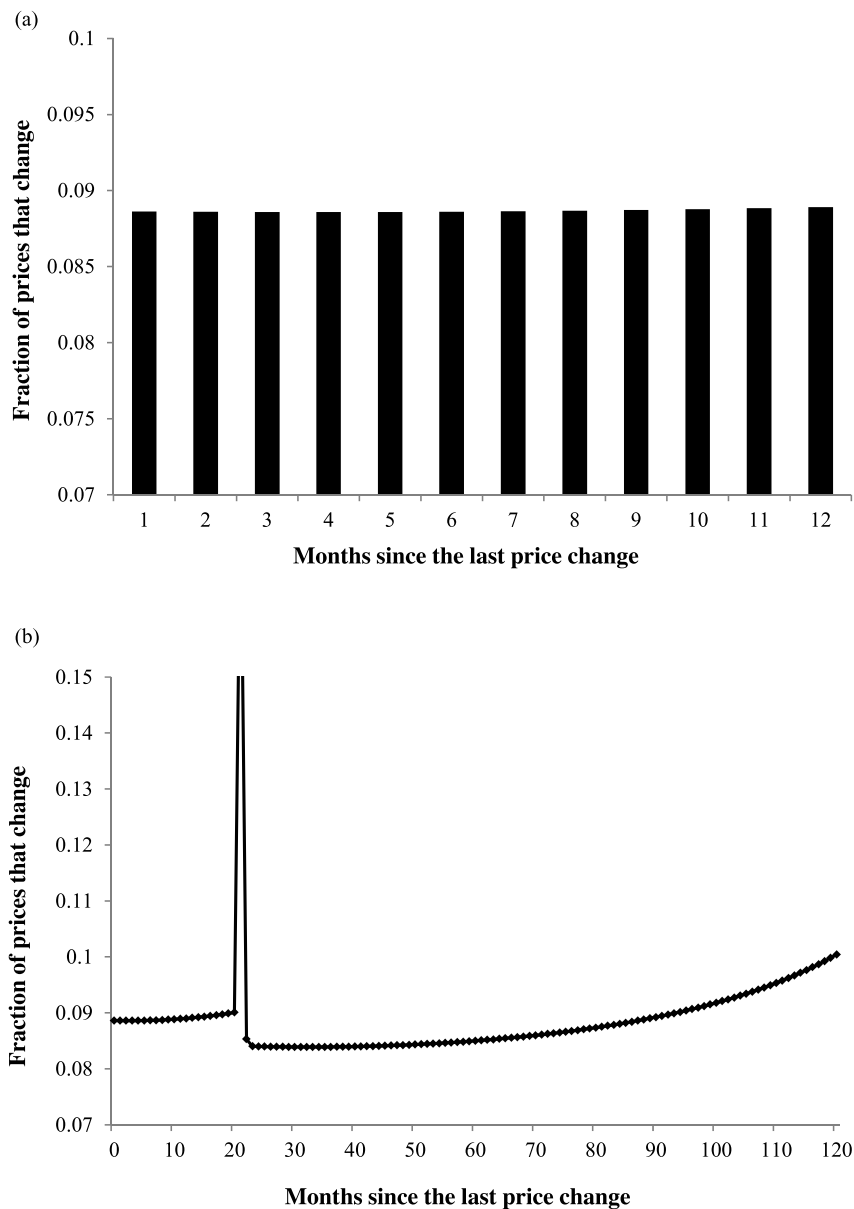 (a)
0.1
0.095
0.09
0.085
0.08
0.075
0.07
Fraction of prices that change
1 2 3 4 5 6 7 8 9 10 11 12
Months since the last price change
(b)
0.15
0.14
0.13
0.12
0.11
0.1
0.09
0.08
0.07
Fraction of prices that change
0 10 20 30 40 50 60 70 80 90 100 110 120
Months since the last price change